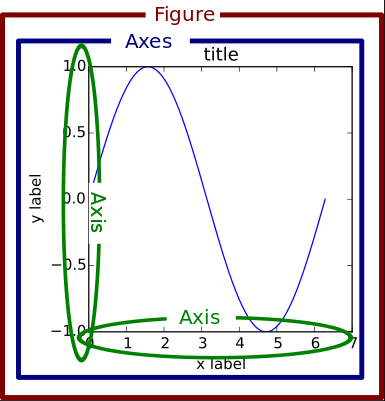 Figure
Axes
title
1.0
0.5
0.0
−0.5
−1.0
y label
Axis
Axis
0 1 2 3 4 5 6 7
x label